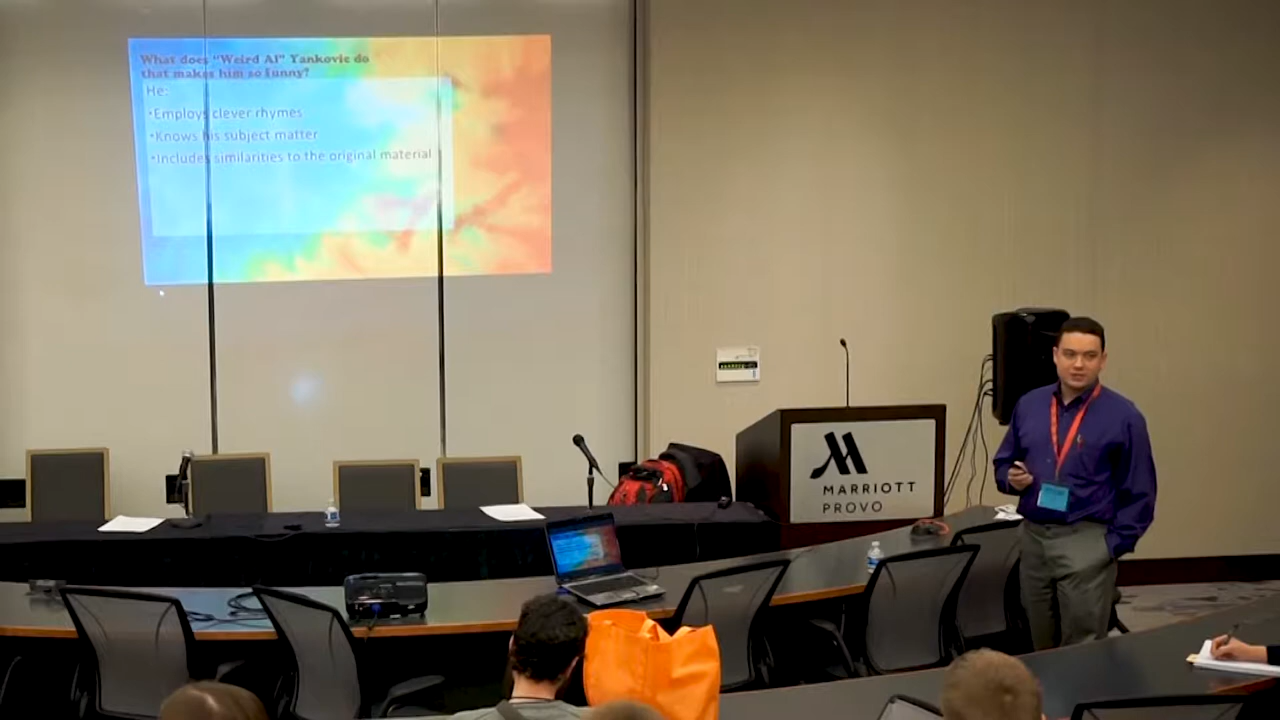 What does “Weird Al” Yankovic do
that makes him so funny?
He:
•Employs clever rhymes
•Knows his subject matter
•Includes similarities to the original material
MARRIOTT
PROVO